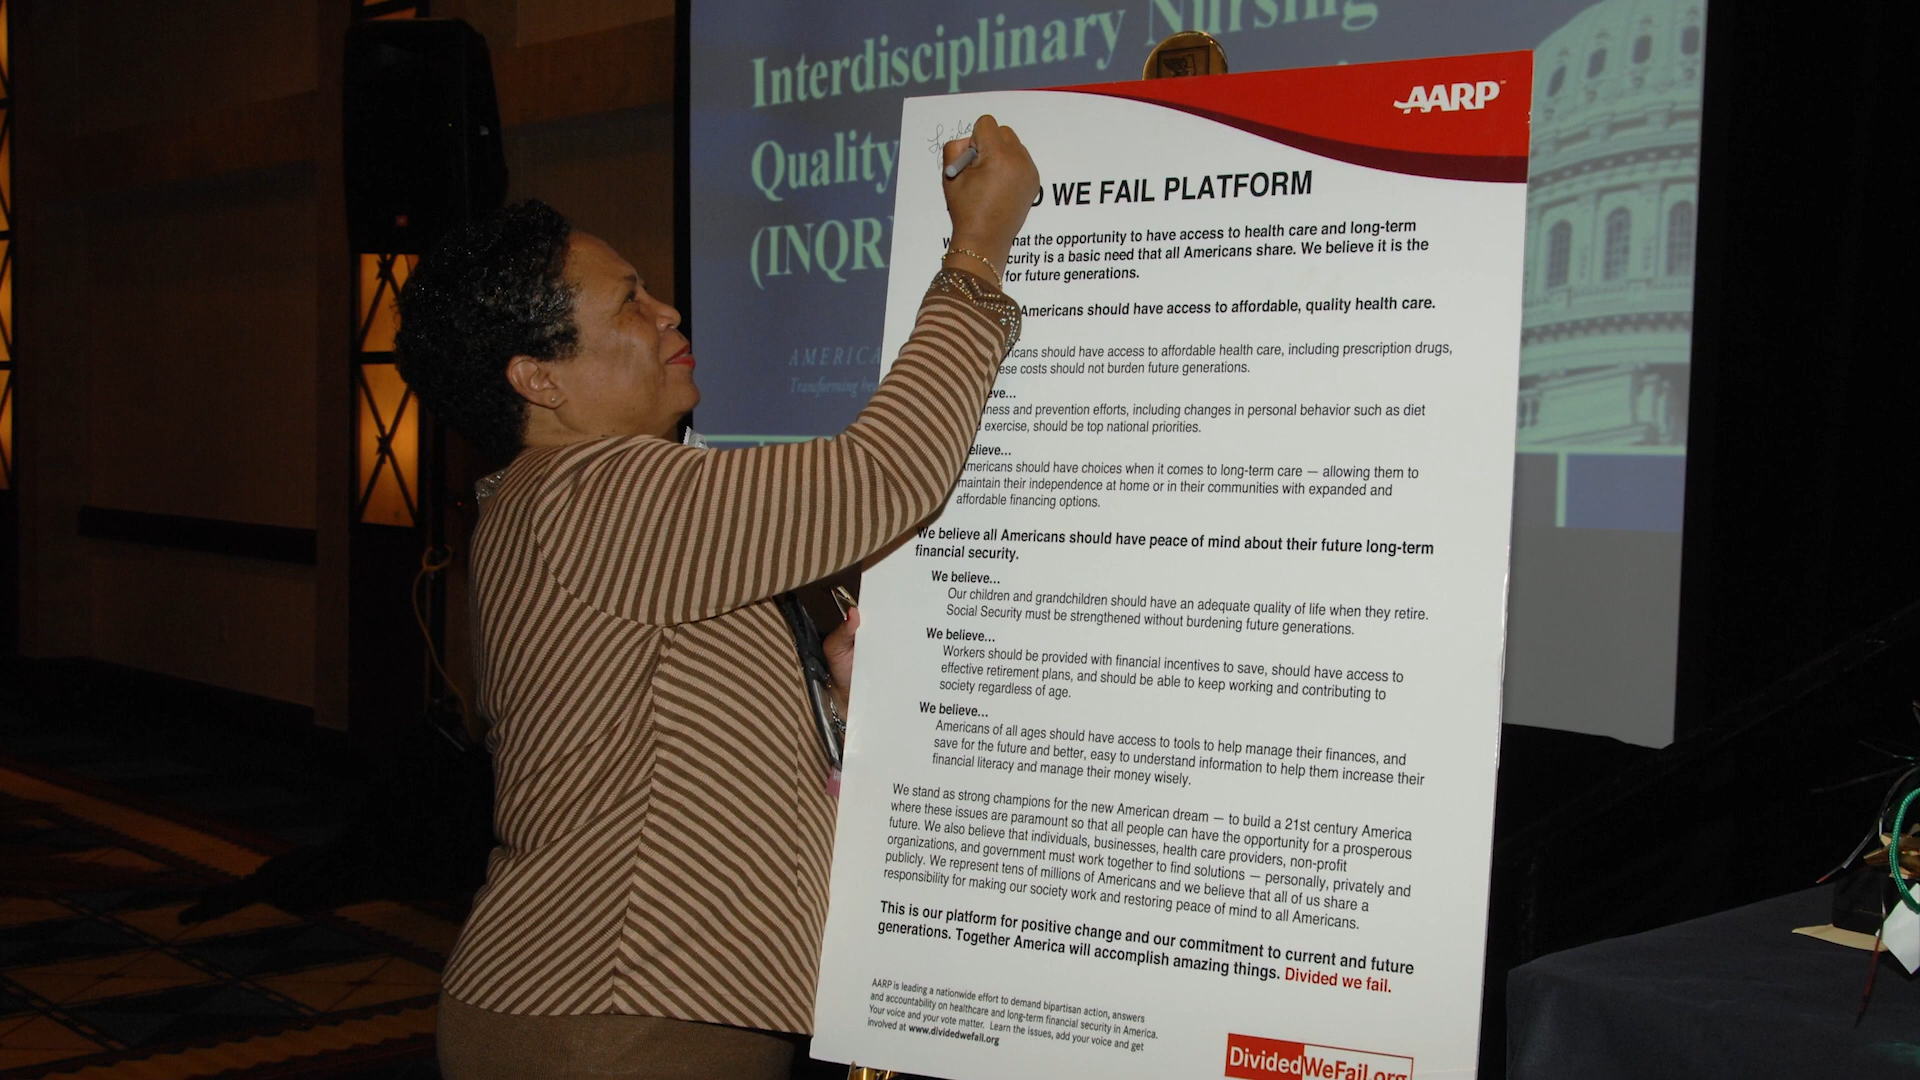 Interdisciplinary Nursing
Quality
(INQR
AMERICA
Transforming
AARP
WE FAIL PLATFORM
hat the opportunity to have access to health care and long-term
curity is a basic need that all Americans share. We believe it is the
for future generations.
Americans should have access to affordable, quality health care.
icans should have access to affordable health care, including prescription drugs,
ese costs should not burden future generations.
eve...
ness and prevention efforts, including changes in personal behavior such as diet
exercise, should be top national priorities.
elieve...
Americans should have choices when it comes to long-term care — allowing them to
maintain their independence at home or in their communities with expanded and
affordable financing options.
We believe all Americans should have peace of mind about their future long-term
financial security.
We believe...
Our children and grandchildren should have an adequate quality of life when they retire.
Social Security must be strengthened without burdening future generations.
We believe...
Workers should be provided with financial incentives to save, should have access to
effective retirement plans, and should be able to keep working and contributing to
society regardless of age.
We believe...
Americans of all ages should have access to tools to help manage their finances, and
save for the future and better, easy to understand information to help them increase their
financial literacy and manage their money wisely.
We stand as strong champions for the new American dream — to build a 21st century America
where these issues are paramount so that all people can have the opportunity for a prosperous
future. We also believe that individuals, businesses, health care providers, non-profit
organizations, and government must work together to find solutions — personally, privately and
publicly. We represent tens of millions of Americans and we believe that all of us share a
responsibility for making our society work and restoring peace of mind to all Americans.
This is our platform for positive change and our commitment to current and future
generations. Together America will accomplish amazing things. Divided we fail.
AARP is leading a nationwide effort to demand bipartisan action, answers
and accountability on healthcare and long-term financial security in America.
Your voice and your vote matter. Learn the issues, add your voice and get
involved at www.dividedwefail.org
DividedWeFail.org